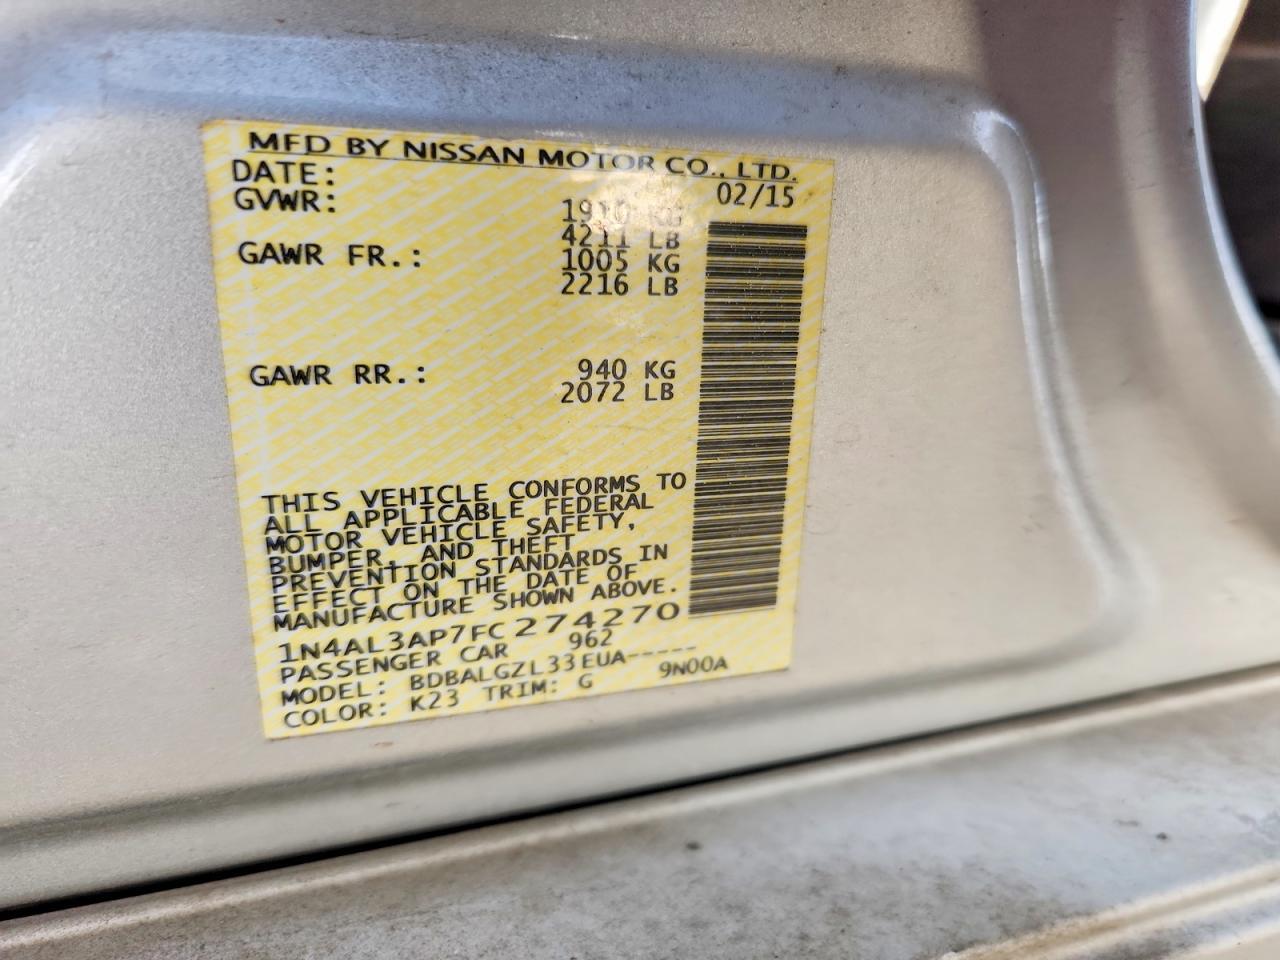 MFD BY NISSAN MOTOR CO., LTD.
DATE: 02/15
GVWR: 1910 KG
4211 LB
GAWR FR.: 1005 KG
2216 LB
GAWR RR.: 940 KG
2072 LB
THIS VEHICLE CONFORMS TO
ALL APPLICABLE FEDERAL
MOTOR VEHICLE SAFETY,
BUMPER, AND THEFT
PREVENTION STANDARDS IN
EFFECT ON THE DATE OF
MANUFACTURE SHOWN ABOVE.
1N4AL3AP7FC274270
PASSENGER CAR 962
MODEL: BDBALGZL33EUA-----
COLOR: K23 TRIM: G 9N00A